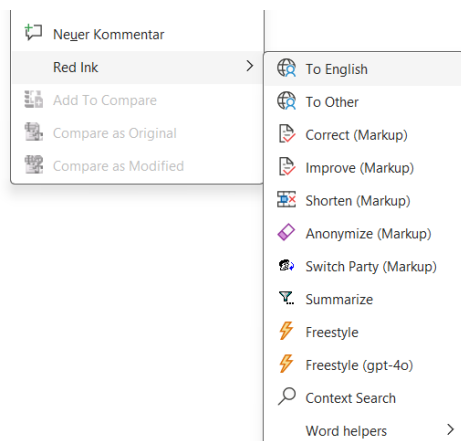 Neuer Kommentar
Red Ink
Add To Compare
Compare as Original
Compare as Modified
To English
To Other
Correct (Markup)
Improve (Markup)
Shorten (Markup)
Anonymize (Markup)
Switch Party (Markup)
Summarize
Freestyle
Freestyle (gpt-4o)
Context Search
Word helpers